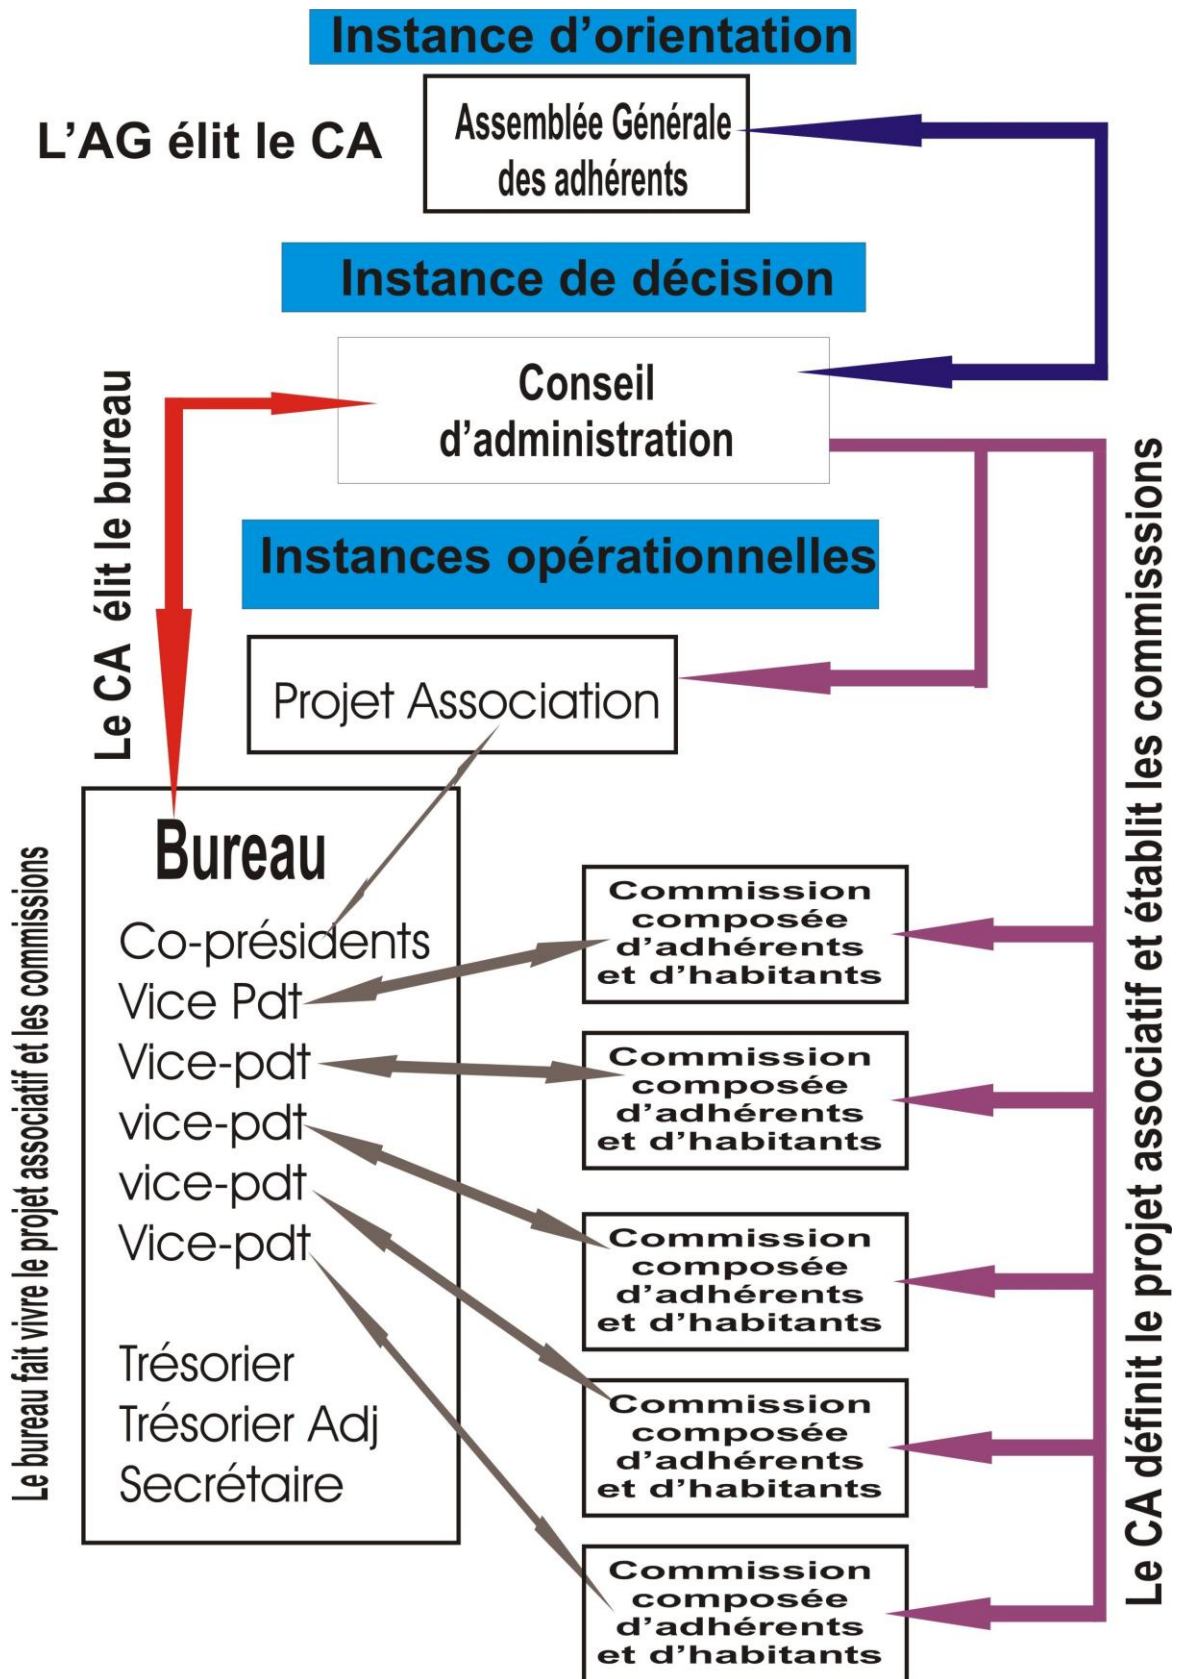 Instance d'orientation
L'AG élit le CA
Assemblée Générale
des adhérents
Instance de décision
Conseil
d'administration
Le CA élit le bureau
Instances opérationnelles
Projet Association
Le bureau fait vivre le projet associatif et les commissions
Bureau
Co-présidents
Vice Pdt
Vice-pdt
vice-pdt
vice-pdt
Vice-pdt
Trésorier
Trésorier Adj
Secrétaire
Commission
composée
d'adhérents
et d'habitants
Commission
composée
d'adhérents
et d'habitants
Commission
composée
d'adhérents
et d'habitants
Commission
composée
d'adhérents
et d'habitants
Commission
composée
d'adhérents
et d'habitants
Le CA définit le projet associatif et établit les commisssions